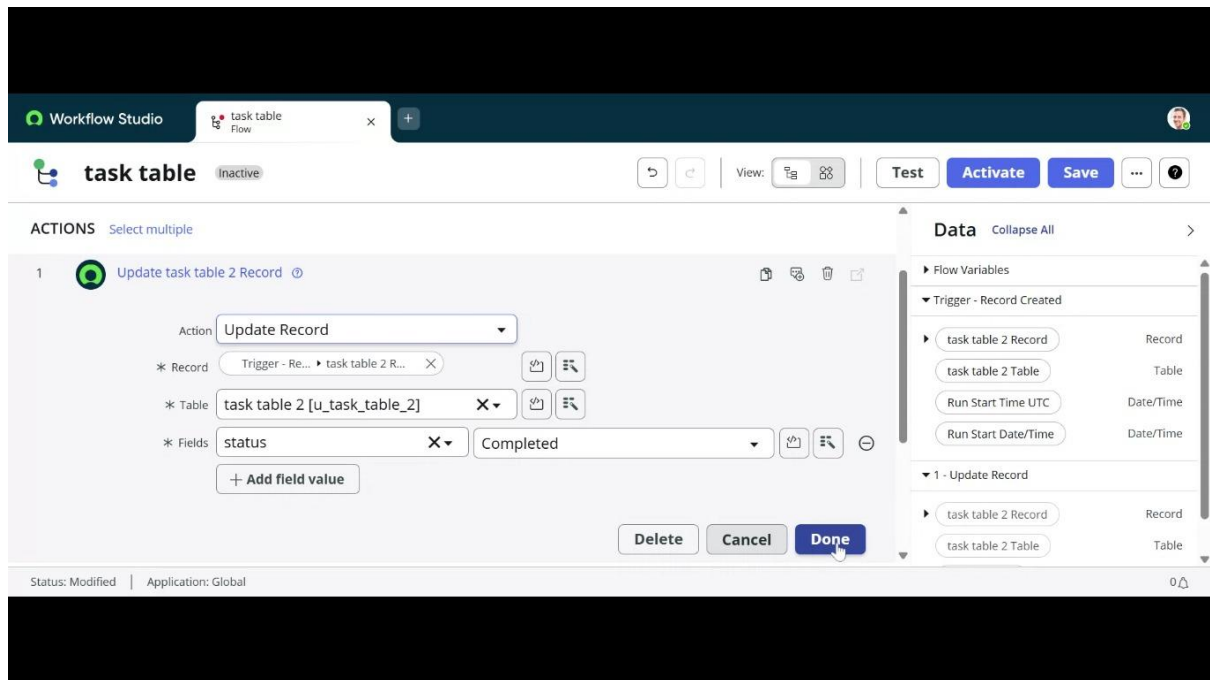 Workflow Studio
task table
Flow
task table Inactive
View:
Test
Activate
Save
ACTIONS Select multiple
1 Update task table 2 Record
Action Update Record
* Record Trigger - Re... task table 2 R...
* Table task table 2 [u_task_table_2]
* Fields status Completed
+ Add field value
Delete
Cancel
Done
Data Collapse All
Flow Variables
Trigger - Record Created
task table 2 Record Record
task table 2 Table Table
Run Start Time UTC Date/Time
Run Start Date/Time Date/Time
1 - Update Record
task table 2 Record Record
task table 2 Table Table
Status: Modified | Application: Global
0